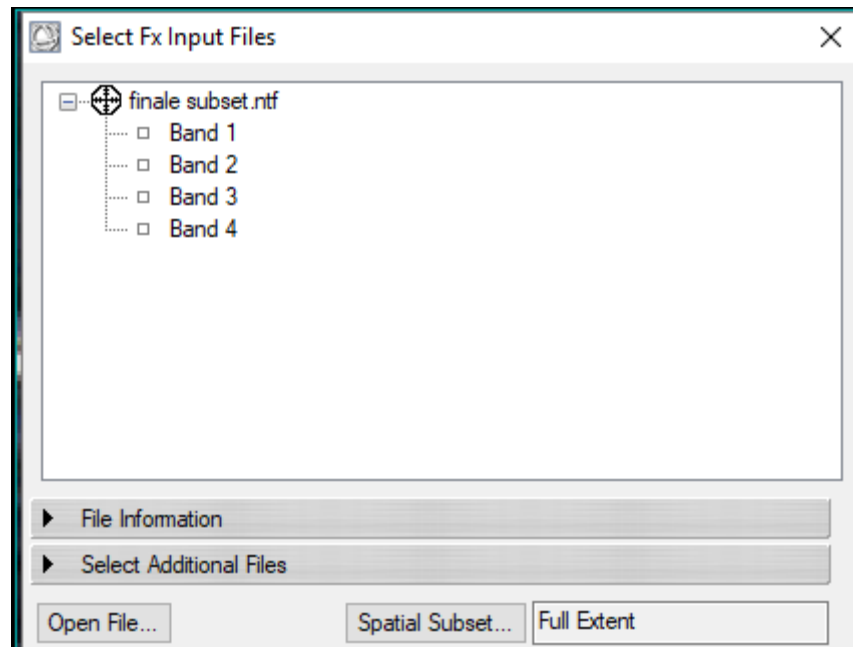 Select Fx Input Files
finale subset.ntf
Band 1
Band 2
Band 3
Band 4
File Information
Select Additional Files
Open File... Spatial Subset... Full Extent